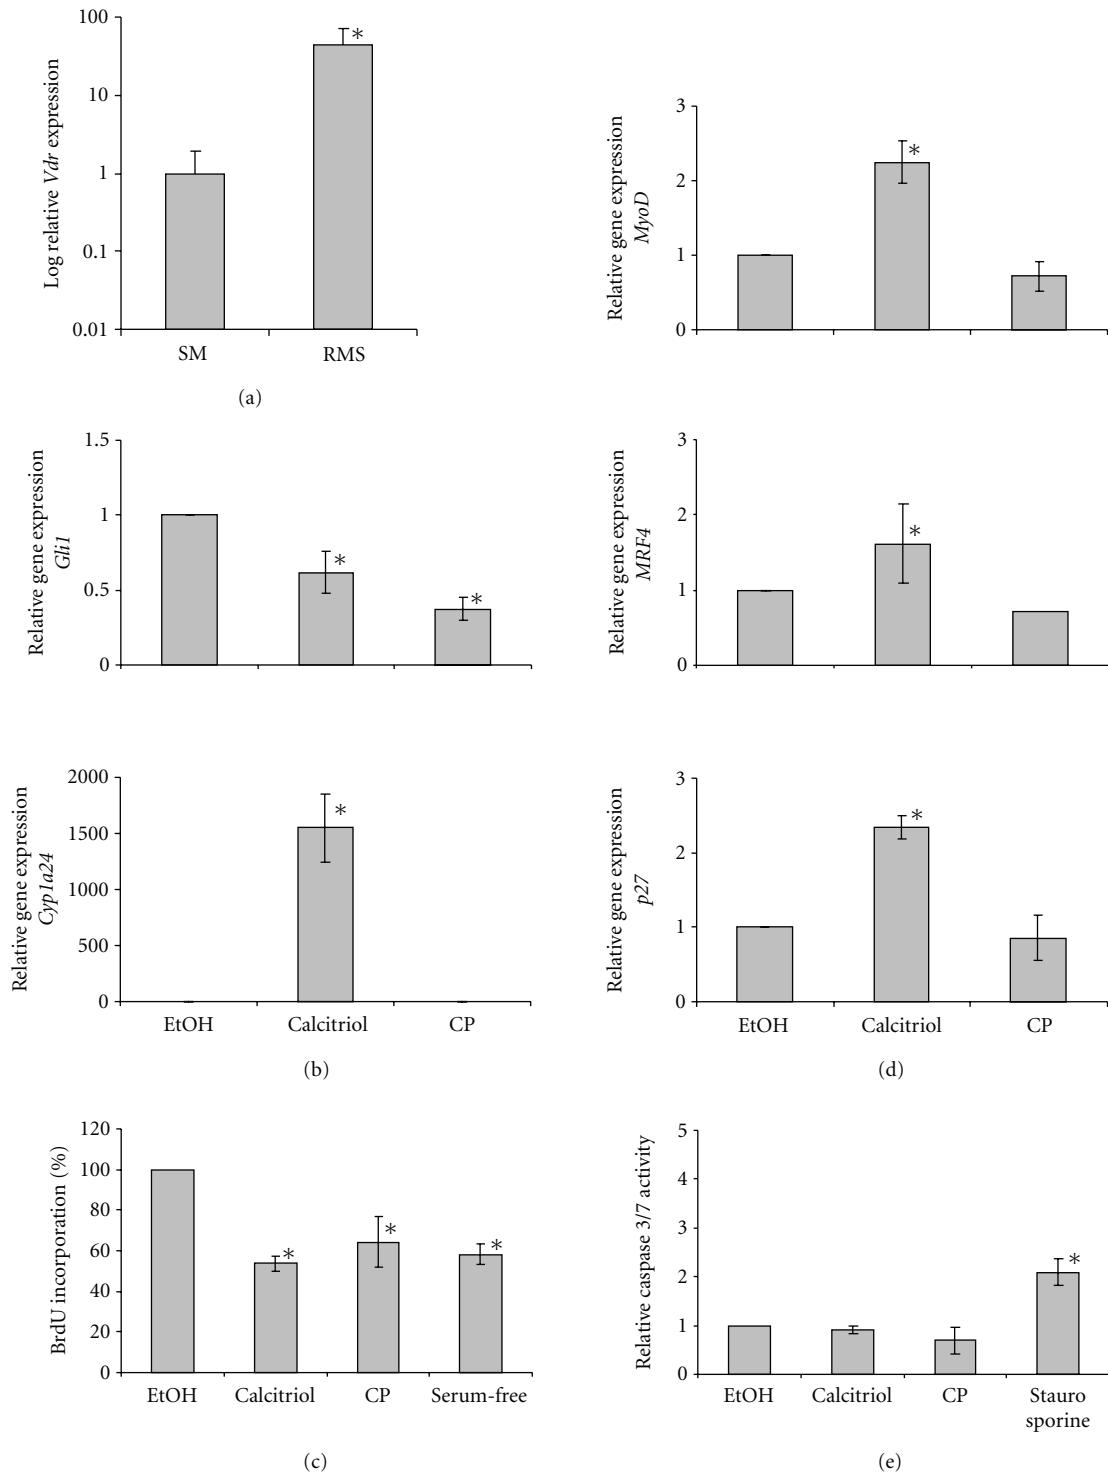 Log relative Vdr expression
100
10
1
0.1
0.01
*
SM
RMS
(a)
Relative gene expression
Gli1
1.5
1
0.5
0
*
*
Relative gene expression
Cyp1a24
2000
1500
1000
500
0
*
EtOH
Calcitriol
CP
(b)
Relative gene expression
MyoD
3
2
1
0
*
Relative gene expression
MRF4
3
2
1
0
*
Relative gene expression
p27
3
2
1
0
*
EtOH
Calcitriol
CP
(d)
BrdU incorporation (%)
120
100
80
60
40
20
0
*
*
*
EtOH
Calcitriol
CP
Serum-free
(c)
Relative caspase 3/7 activity
5
4
3
2
1
0
*
EtOH
Calcitriol
CP
Stauro
sporine
(e)